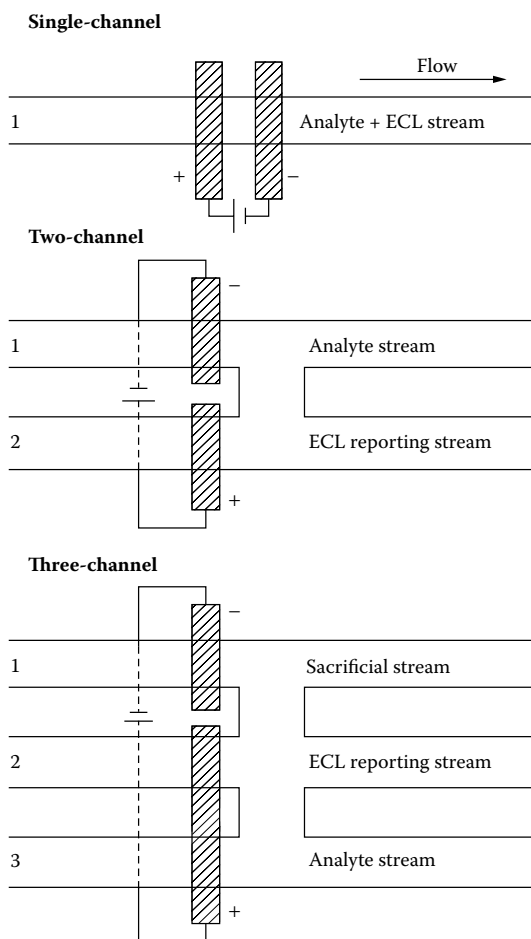 Single-channel
Flow
1
Analyte + ECL stream
+
−
Two-channel
−
1
Analyte stream
2
ECL reporting stream
+
Three-channel
−
1
Sacrificial stream
2
ECL reporting stream
3
Analyte stream
+